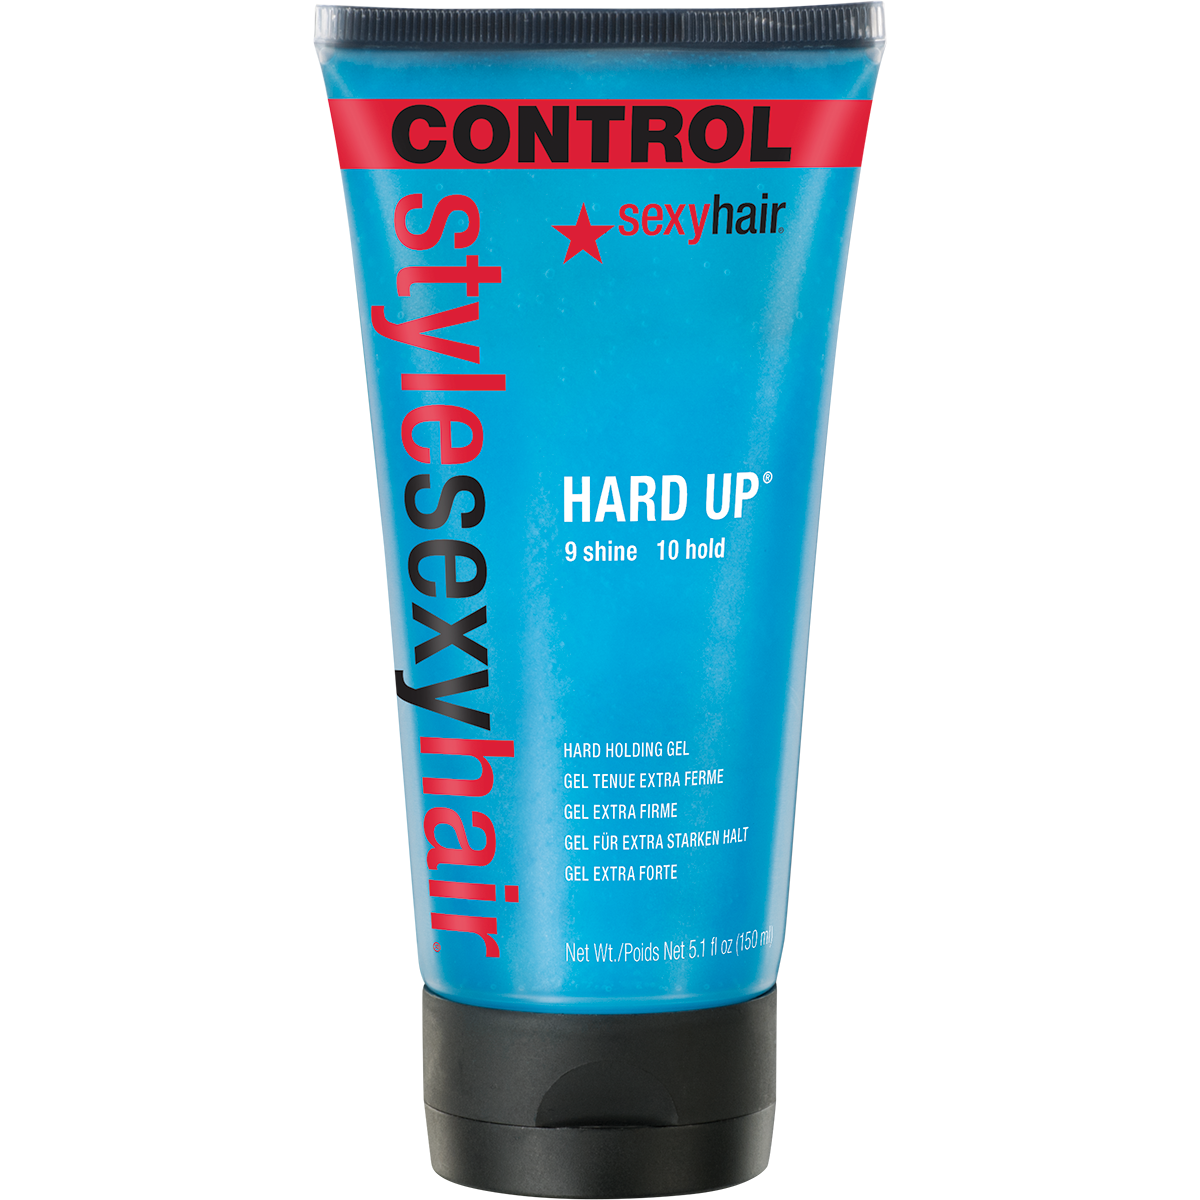 CONTROL
sexyhair®
stylesexyhair®
HARD UP®
9 shine 10 hold
HARD HOLDING GEL
GEL TENUE EXTRA FERME
GEL EXTRA FIRME
GEL FÜR EXTRA STARKEN HALT
GEL EXTRA FORTE
Net Wt./Poids Net 5.1 fl oz (150 ml)